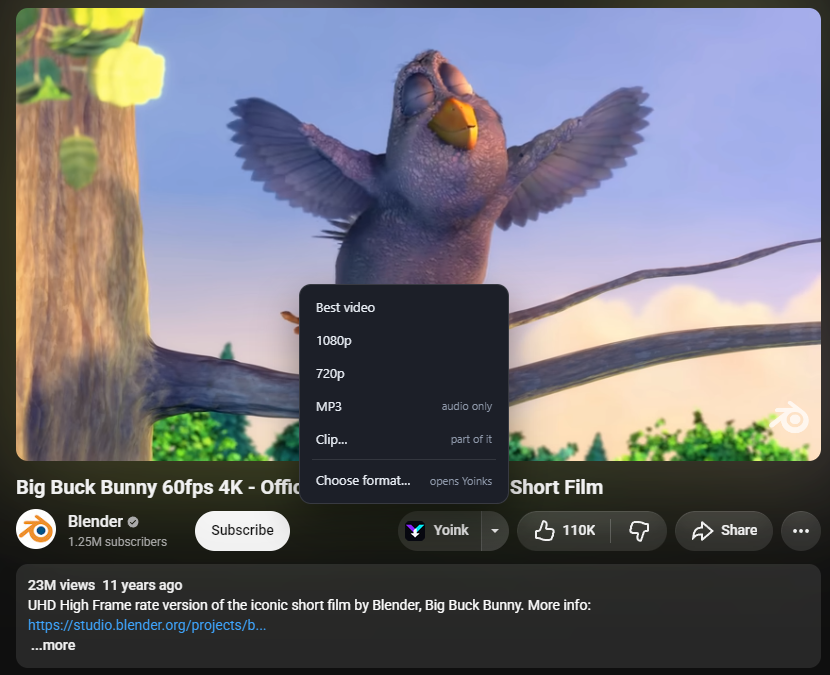 Best video
1080p
720p
MP3 audio only
Clip... part of it
Choose format... opens Yoinks
Big Buck Bunny 60fps 4K - Short Film
Blender
1.25M subscribers
Subscribe
Yoink
110K
Share
23M views 11 years ago
UHD High Frame rate version of the iconic short film by Blender, Big Buck Bunny. More info:
https://studio.blender.org/projects/b...
...more